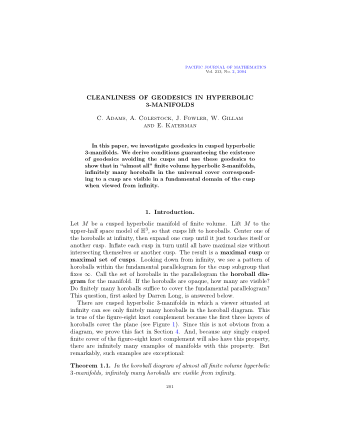 PACIFIC JOURNAL OF MATHEMATICS
Vol. 213, No. 2, 2004
CLEANLINESS OF GEODESICS IN HYPERBOLIC
3-MANIFOLDS
C. Adams, A. Colestock, J. Fowler, W. Gillam
and E. Katerman
In this paper, we investigate geodesics in cusped hyperbolic
3-manifolds. We derive conditions guaranteeing the existence
of geodesics avoiding the cusps and use these geodesics to
show that in "almost all" finite volume hyperbolic 3-manifolds,
infinitely many horoballs in the universal cover correspond-
ing to a cusp are visible in a fundamental domain of the cusp
when viewed from infinity.
1. Introduction.
Let M be a cusped hyperbolic manifold of finite volume. Lift M to the
upper-half space model of H³, so that cusps lift to horoballs. Center one of
the horoballs at infinity, then expand one cusp until it just touches itself or
another cusp. Inflate each cusp in turn until all have maximal size without
intersecting themselves or another cusp. The result is a maximal cusp or
maximal set of cusps. Looking down from infinity, we see a pattern of
horoballs within the fundamental parallelogram for the cusp subgroup that
fixes ∞. Call the set of horoballs in the parallelogram the horoball dia-
gram for the manifold. If the horoballs are opaque, how many are visible?
Do finitely many horoballs suffice to cover the fundamental parallelogram?
This question, first asked by Darren Long, is answered below.
There are cusped hyperbolic 3-manifolds in which a viewer situated at
infinity can see only finitely many horoballs in the horoball diagram. This
is true of the figure-eight knot complement because the first three layers of
horoballs cover the plane (see Figure 1). Since this is not obvious from a
diagram, we prove this fact in Section 4. And, because any singly cusped
finite cover of the figure-eight knot complement will also have this property,
there are infinitely many examples of manifolds with this property. But
remarkably, such examples are exceptional:
Theorem 1.1. In the horoball diagram of almost all finite volume hyperbolic
3-manifolds, infinitely many horoballs are visible from infinity.
201